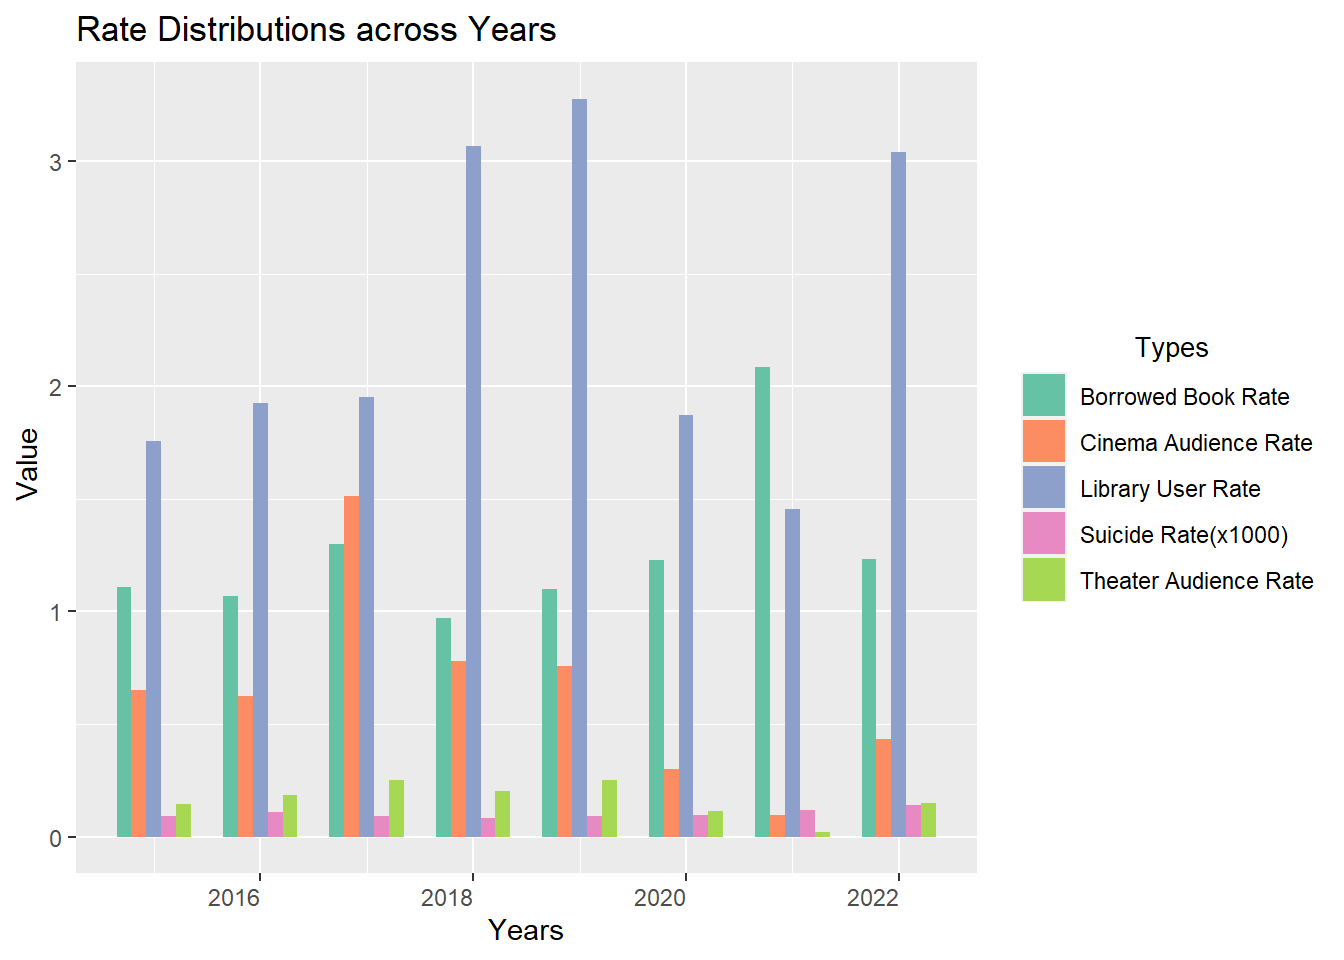 Rate Distributions across Years
3
2
1
0
Value
2016
2018
2020
2022
Years
Types
Borrowed Book Rate
Cinema Audience Rate
Library User Rate
Suicide Rate(x1000)
Theater Audience Rate